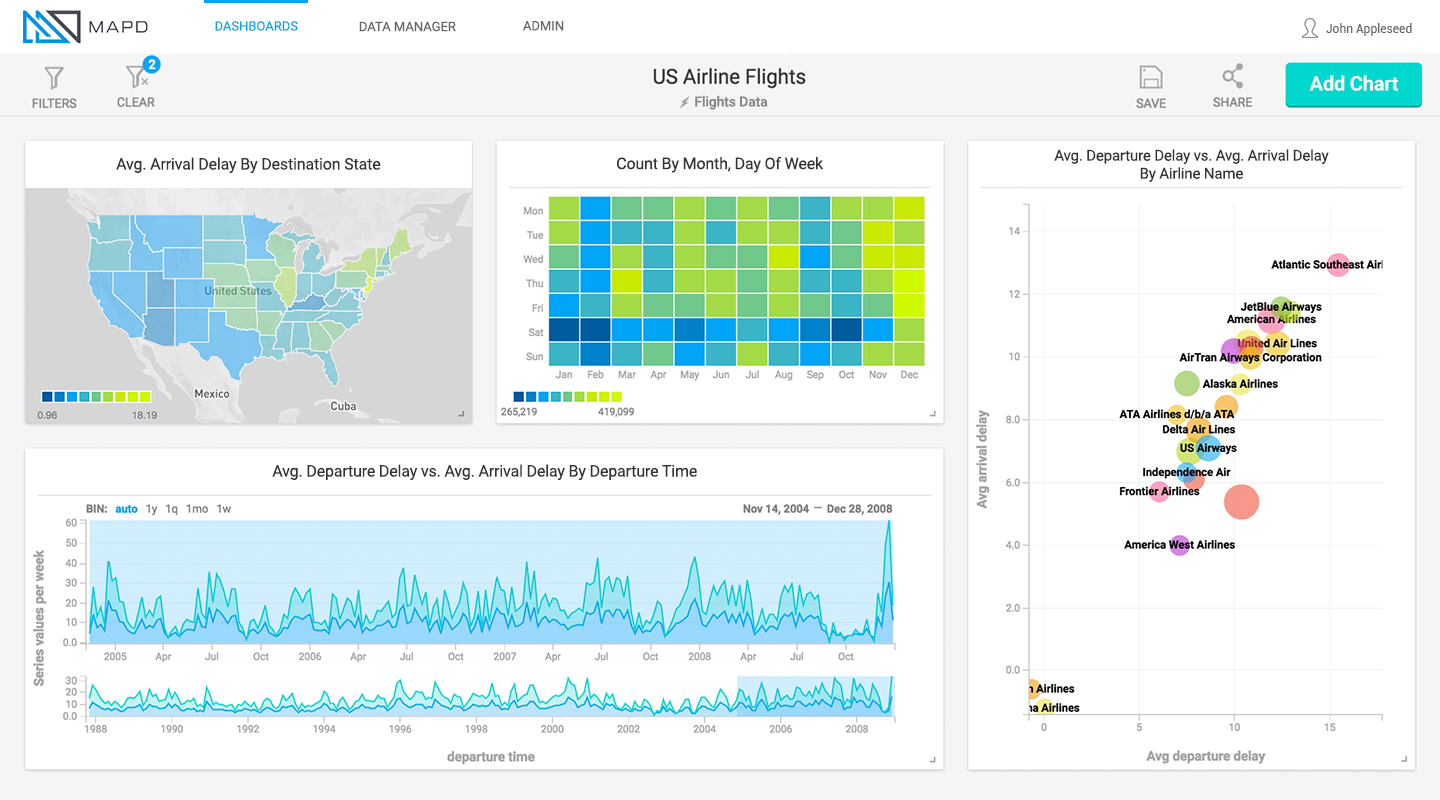 MAPD
DASHBOARDS
DATA MANAGER
ADMIN
John Appleseed
FILTERS
2
CLEAR
US Airline Flights
Flights Data
SAVE
SHARE
Add Chart
Avg. Arrival Delay By Destination State
United States
Mexico
Cuba
0.96 18.19
Count By Month, Day Of Week
Mon
Tue
Wed
Thu
Fri
Sat
Sun
Jan Feb Mar Apr May Jun Jul Aug Sep Oct Nov Dec
265,219 419,099
Avg. Departure Delay vs. Avg. Arrival Delay
By Airline Name
Avg arrival delay
14
12
10
8.0
6.0
4.0
2.0
0.0
Atlantic Southeast Airl
JetBlue Airways
American Airlines
United Air Lines
AirTran Airways Corporation
Alaska Airlines
ATA Airlines d/b/a ATA
Delta Air Lines
US Airways
Independence Air
Frontier Airlines
America West Airlines
n Airlines
na Airlines
0 5 10 15
Avg departure delay
Avg. Departure Delay vs. Avg. Arrival Delay By Departure Time
BIN: auto 1y 1q 1mo 1w
Nov 14, 2004 — Dec 28, 2008
Series values per week
60
50
40
30
20
10
0.0
2005 Apr Jul Oct 2006 Apr Jul Oct 2007 Apr Jul Oct 2008 Apr Jul Oct
30
20
10
0.0
1988 1990 1992 1994 1996 1998 2000 2002 2004 2006 2008
departure time